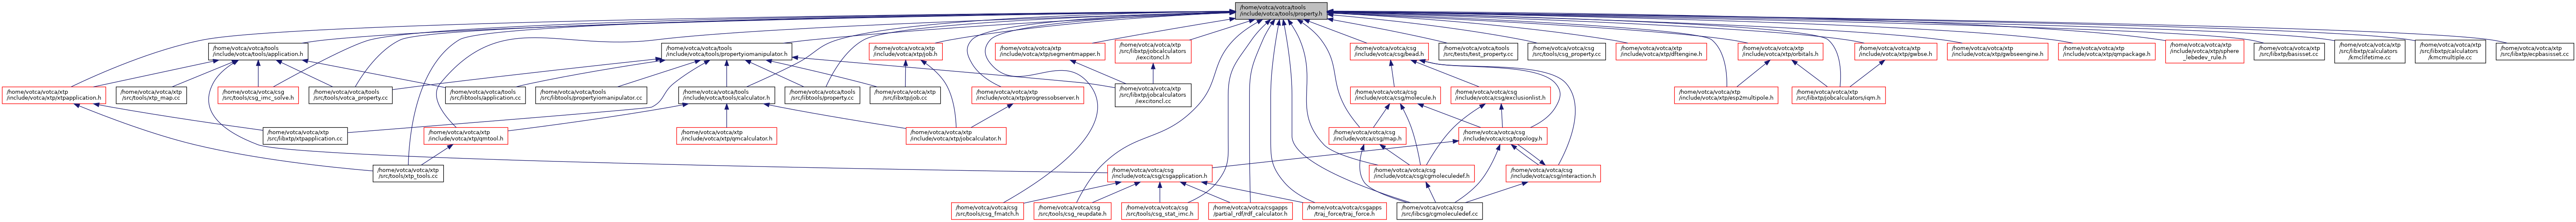 /home/votca/votca/tools
/include/votca/tools/property.h
/home/votca/votca/tools
/include/votca/tools/application.h
/home/votca/votca/tools
/include/votca/tools/propertyiomanipulator.h
/home/votca/votca/xtp
/include/votca/xtp/job.h
/home/votca/votca/xtp
/include/votca/xtp/segmentmapper.h
/home/votca/votca/xtp
/src/libxtp/jobcalculators
/iexcitoncl.h
/home/votca/votca/csg
/include/votca/csg/bead.h
/home/votca/votca/tools
/src/tests/test_property.cc
/home/votca/votca/csg
/src/tools/csg_property.cc
/home/votca/votca/xtp
/include/votca/xtp/dftengine.h
/home/votca/votca/xtp
/include/votca/xtp/orbitals.h
/home/votca/votca/xtp
/include/votca/xtp/gwbse.h
/home/votca/votca/xtp
/include/votca/xtp/gwbseengine.h
/home/votca/votca/xtp
/include/votca/xtp/qmpackage.h
/home/votca/votca/xtp
/include/votca/xtp/sphere
_lebedev_rule.h
/home/votca/votca/xtp
/src/libxtp/basisset.cc
/home/votca/votca/xtp
/src/libxtp/calculators
/kmclifetime.cc
/home/votca/votca/xtp
/src/libxtp/calculators
/kmcmultiple.cc
/home/votca/votca/xtp
/src/libxtp/ecpbasisset.cc
/home/votca/votca/xtp
/include/votca/xtp/xtpapplication.h
/home/votca/votca/xtp
/src/tools/xtp_map.cc
/home/votca/votca/csg
/src/tools/csg_imc_solve.h
/home/votca/votca/tools
/src/tools/votca_property.cc
/home/votca/votca/tools
/src/libtools/application.cc
/home/votca/votca/tools
/src/libtools/propertyiomanipulator.cc
/home/votca/votca/tools
/include/votca/tools/calculator.h
/home/votca/votca/tools
/src/libtools/property.cc
/home/votca/votca/xtp
/src/libxtp/job.cc
/home/votca/votca/xtp
/include/votca/xtp/progressobserver.h
/home/votca/votca/xtp
/src/libxtp/jobcalculators
/iexcitoncl.cc
/home/votca/votca/csg
/include/votca/csg/molecule.h
/home/votca/votca/csg
/include/votca/csg/exclusionlist.h
/home/votca/votca/xtp
/include/votca/xtp/esp2multipole.h
/home/votca/votca/xtp
/src/libxtp/jobcalculators/iqm.h
/home/votca/votca/xtp
/src/libxtp/xtpapplication.cc
/home/votca/votca/xtp
/include/votca/xtp/qmtool.h
/home/votca/votca/xtp
/include/votca/xtp/qmcalculator.h
/home/votca/votca/xtp
/include/votca/xtp/jobcalculator.h
/home/votca/votca/csg
/include/votca/csg/map.h
/home/votca/votca/csg
/include/votca/csg/topology.h
/home/votca/votca/xtp
/src/tools/xtp_tools.cc
/home/votca/votca/csg
/include/votca/csg/csgapplication.h
/home/votca/votca/csg
/include/votca/csg/cgmoleculedef.h
/home/votca/votca/csg
/include/votca/csg/interaction.h
/home/votca/votca/csg
/src/tools/csg_fmatch.h
/home/votca/votca/csg
/src/tools/csg_reupdate.h
/home/votca/votca/csg
/src/tools/csg_stat_imc.h
/home/votca/votca/csgapps
/partial_rdf/rdf_calculator.h
/home/votca/votca/csgapps
/traj_force/traj_force.h
/home/votca/votca/csg
/src/libcsg/cgmoleculedef.cc